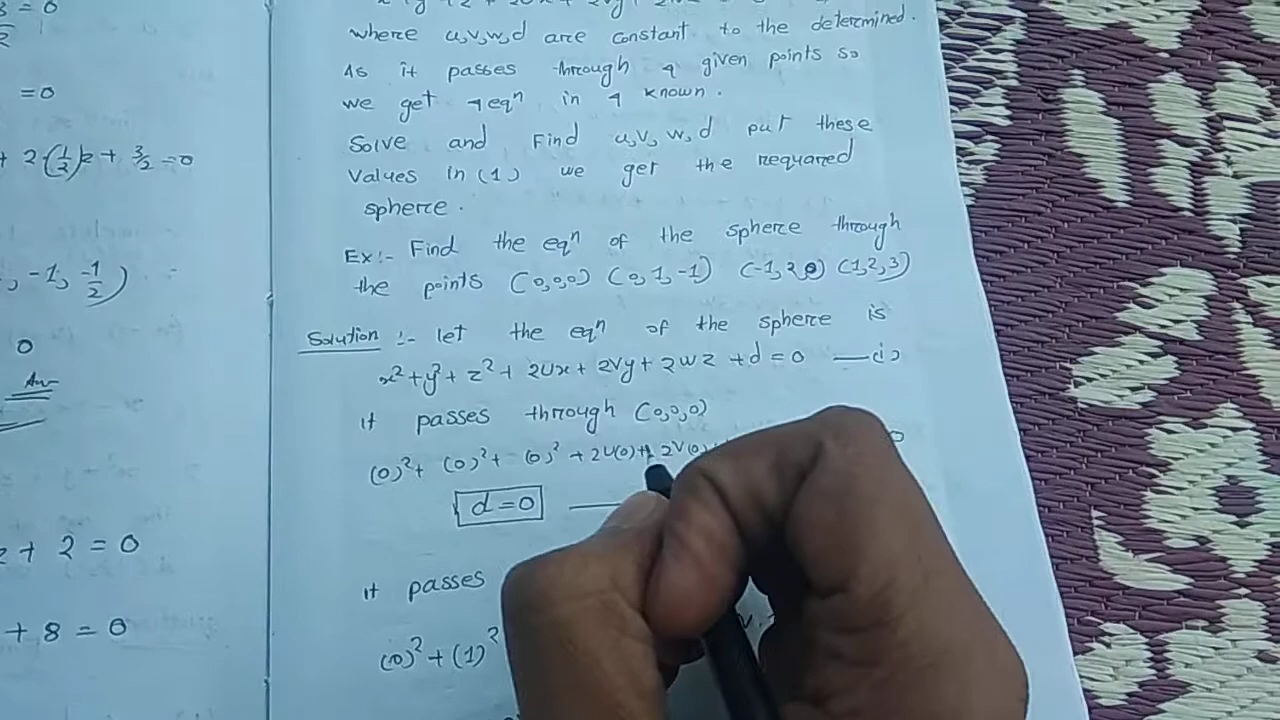 = 0
2
= 0
+ 2(1/2)z + 3/2 = 0
, -1, -1/2)
0
Ans
z + 2 = 0
+ 8 = 0
where u,v,w,d are constant to the determined.
As it passes through 4 given points so
we get 4 eqⁿ in 4 known.
Solve and Find u,v,w,d put these
values in (1) we get the requared
sphere.
Ex:- Find the eqⁿ of the sphere through
the points (0,0,0) (0,1,-1) (-1,2,0) (1,2,3)
Solution :- let the eqⁿ of the sphere is
x² + y² + z² + 2Ux + 2Vy + 2wz + d = 0 —(i)
it passes through (0,0,0)
(0)² + (0)² + (0)² + 2U(0) + 2V(0) 0
d = 0 —
it passes
(0)² + (1)²